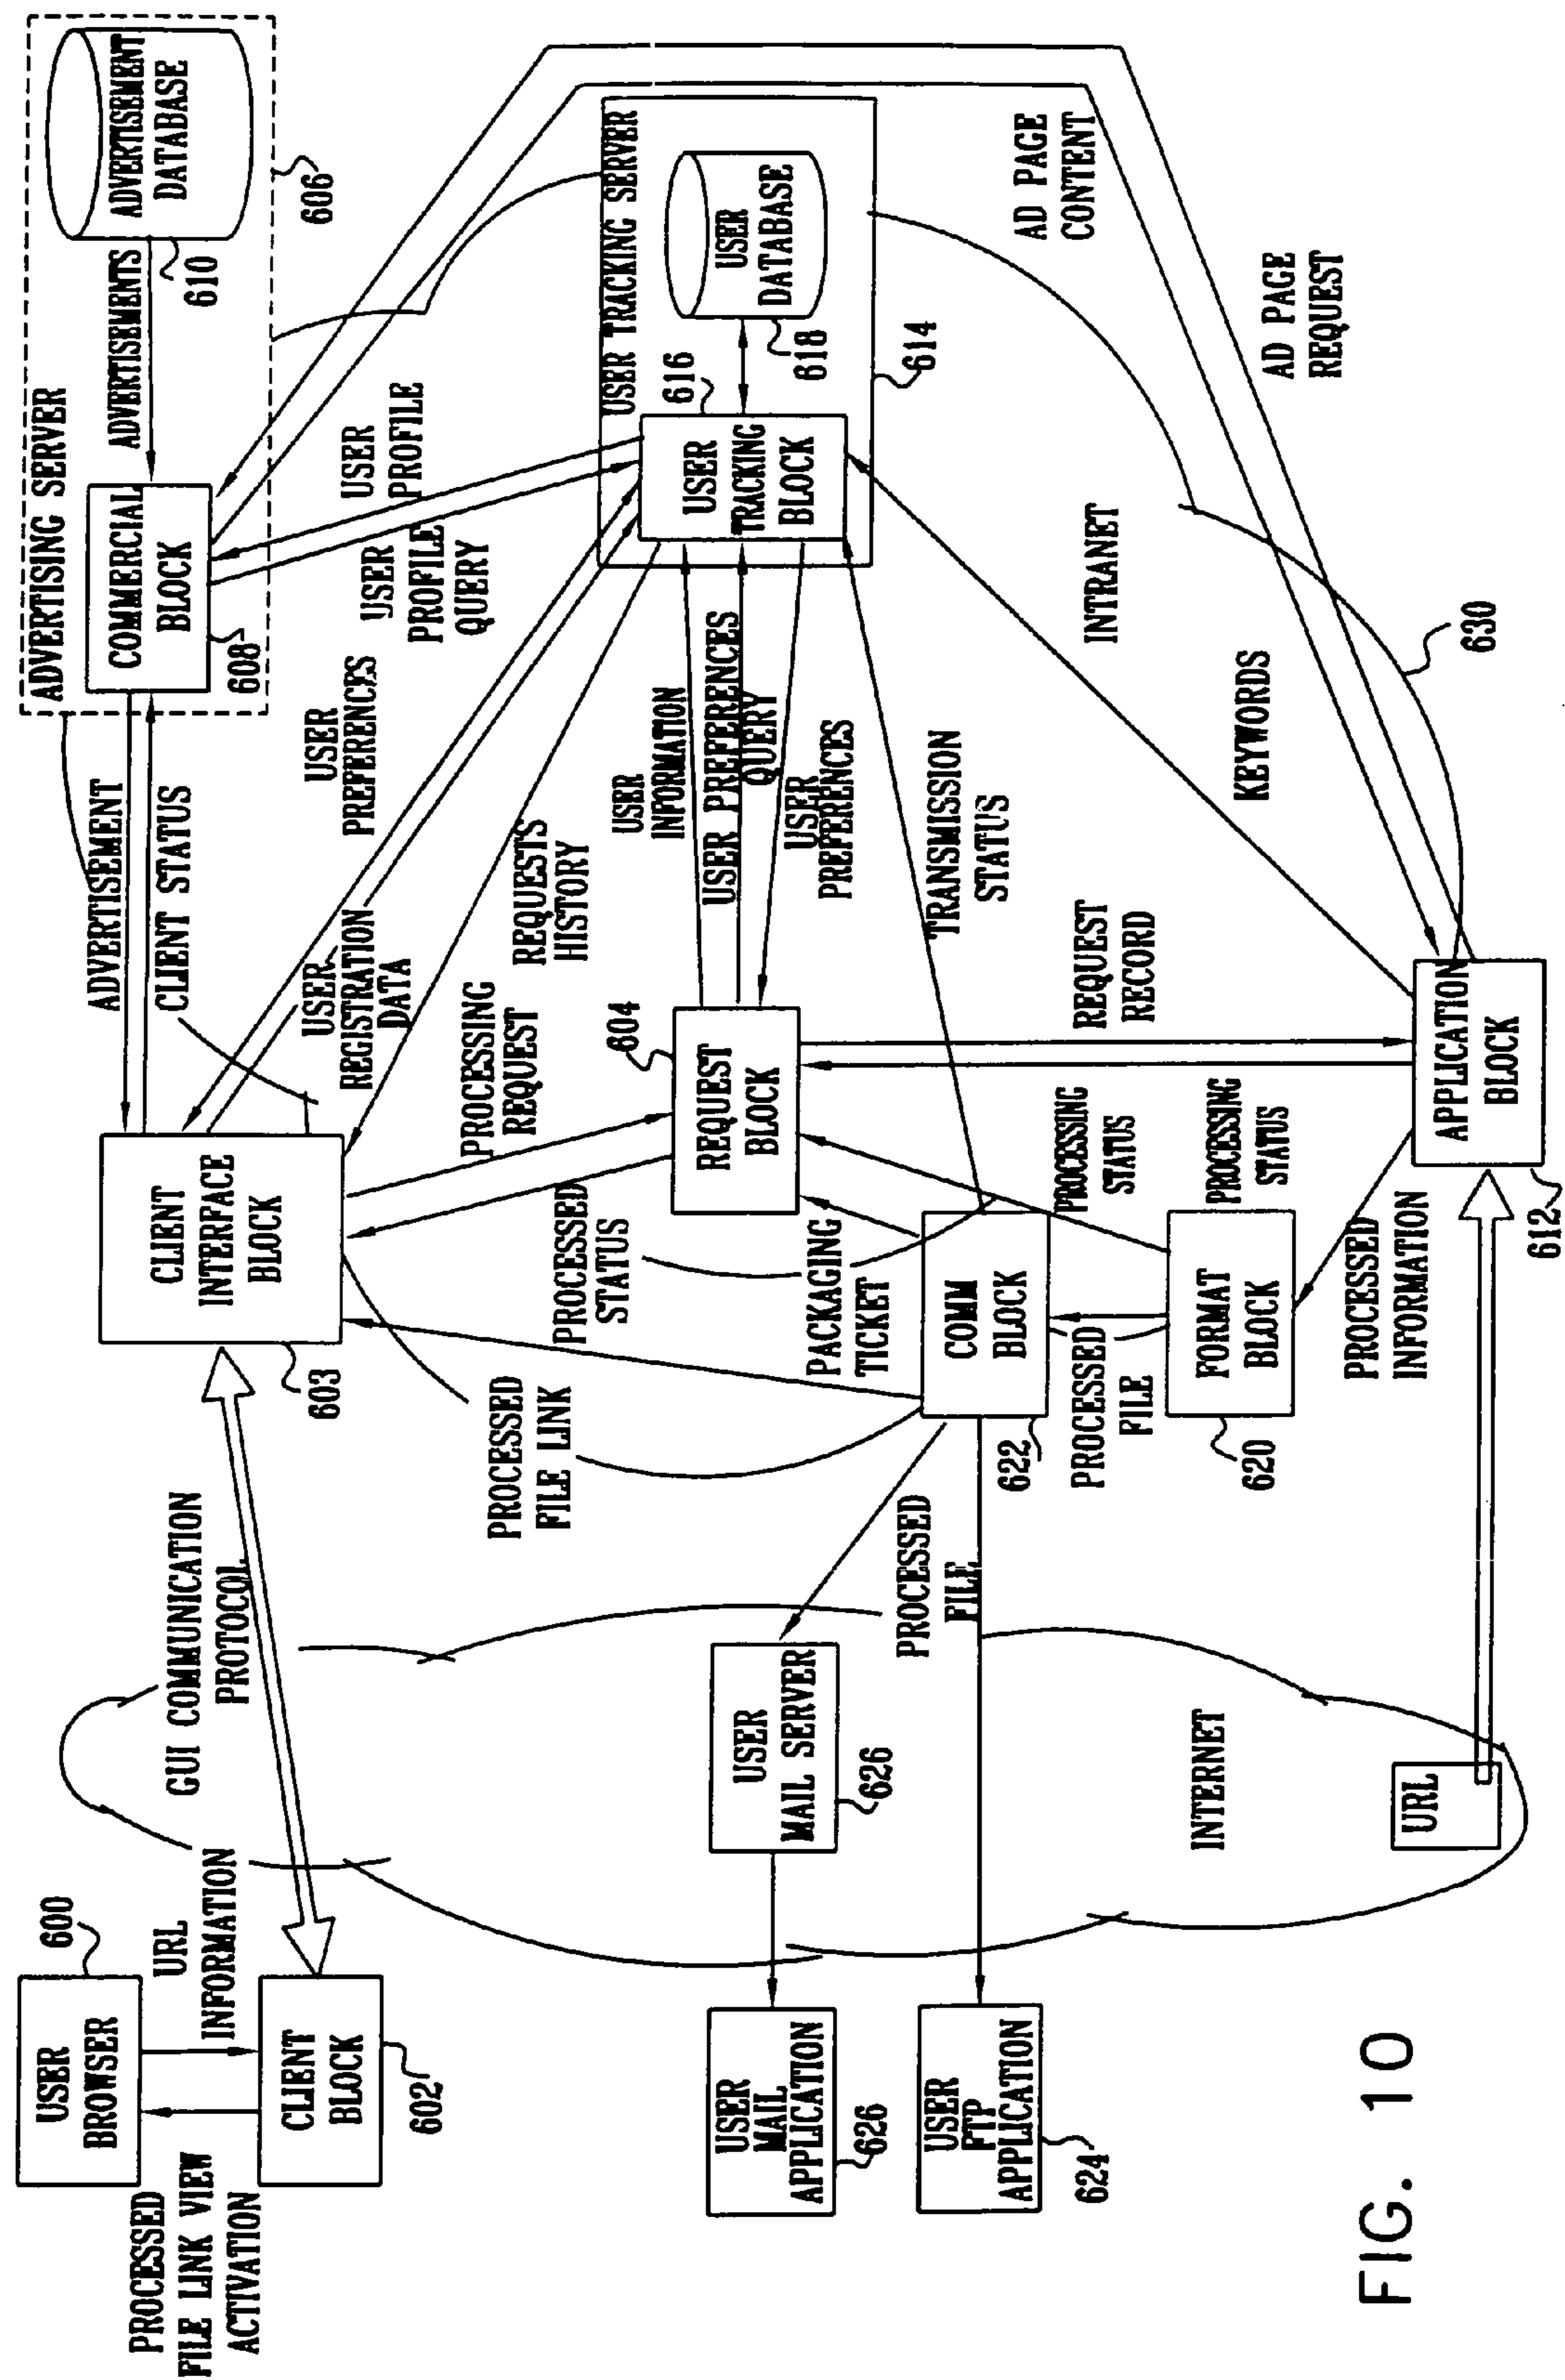 ADVERTISING SERVER
ADVERTISEMENT
DATABASE
610
606
ADVERTISEMENTS
COMMERCIAL
BLOCK
608
ADVERTISEMENT
CLIENT STATUS
USER
PROFILE
USER
PROFILE
QUERY
USER TRACKING SERVER
USER
DATABASE
618
616
USER
TRACKING
BLOCK
614
AD PAGE
CONTENT
AD PAGE
REQUEST
INTRANET
630
KEYWORDS
USER
PREFERENCES
USER
REGISTRATION
DATA
REQUESTS
HISTORY
USER
INFORMATION
USER PREFERENCES
QUERY
USER
PREFERENCES
TRANSMISSION
STATUS
REQUEST
RECORD
CLIENT
INTERFACE
BLOCK
603
PROCESSING
REQUEST
604
REQUEST
BLOCK
PROCESSED
STATUS
PACKAGING
TICKET
PROCESSING
STATUS
PROCESSING
STATUS
APPLICATION
BLOCK
612
COMM
BLOCK
622
PROCESSED
FILE
FORMAT
BLOCK
620
PROCESSED
INFORMATION
PROCESSED
FILE LINK
PROCESSED
FILE
GUI COMMUNICATION
PROTOCOL
USER
MAIL SERVER
626
INTERNET
URL
600
USER
BROWSER
URL
INFORMATION
CLIENT
BLOCK
602
PROCESSED
FILE LINK VIEW
ACTIVATION
USER
MAIL
APPLICATION
626
USER
FTP
APPLICATION
624
FIG. 10